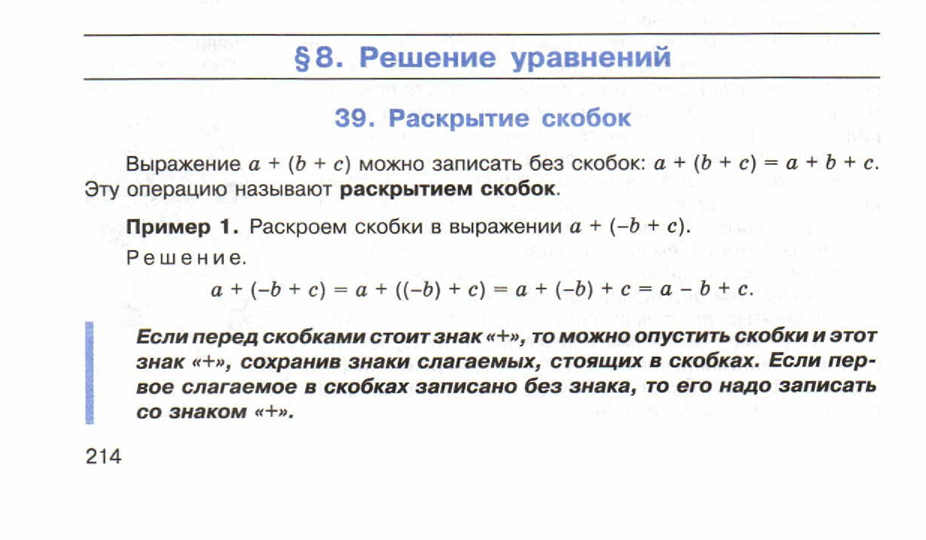 §8. Решение уравнений
39. Раскрытие скобок
Выражение a + (b + c) можно записать без скобок: a + (b + c) = a + b + c.
Эту операцию называют раскрытием скобок.
Пример 1. Раскроем скобки в выражении a + (–b + c).
Решение.
a + (–b + c) = a + ((–b) + c) = a + (–b) + c = a – b + c.
Если перед скобками стоит знак «+», то можно опустить скобки и этот
знак «+», сохранив знаки слагаемых, стоящих в скобках. Если пер-
вое слагаемое в скобках записано без знака, то его надо записать
со знаком «+».
214